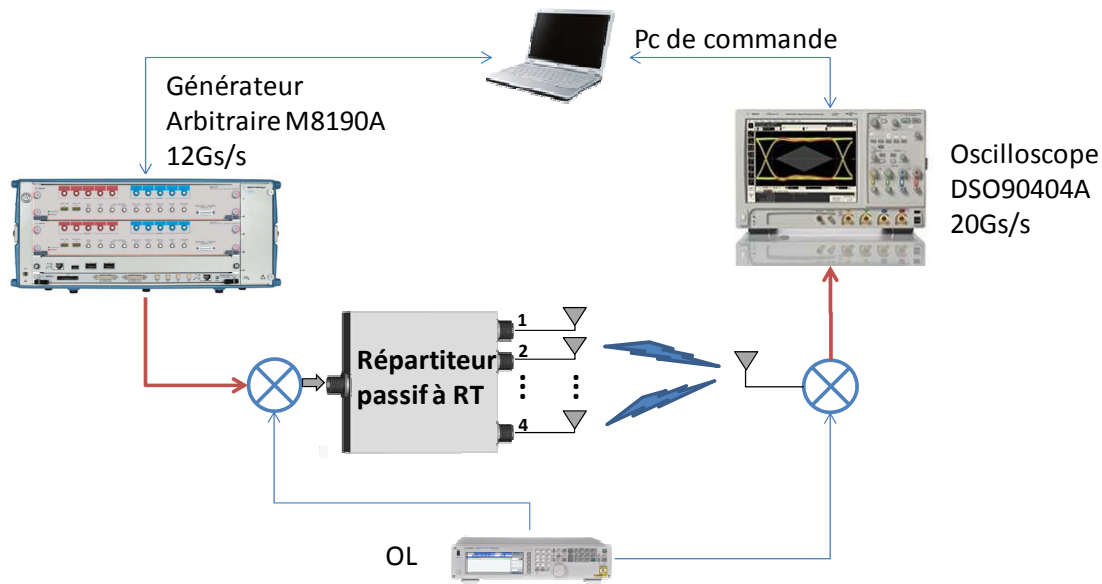 Pc de commande
Générateur
Arbitraire M8190A
12Gs/s
Oscilloscope
DSO90404A
20Gs/s
1
2
4
Répartiteur
passif à RT
OL